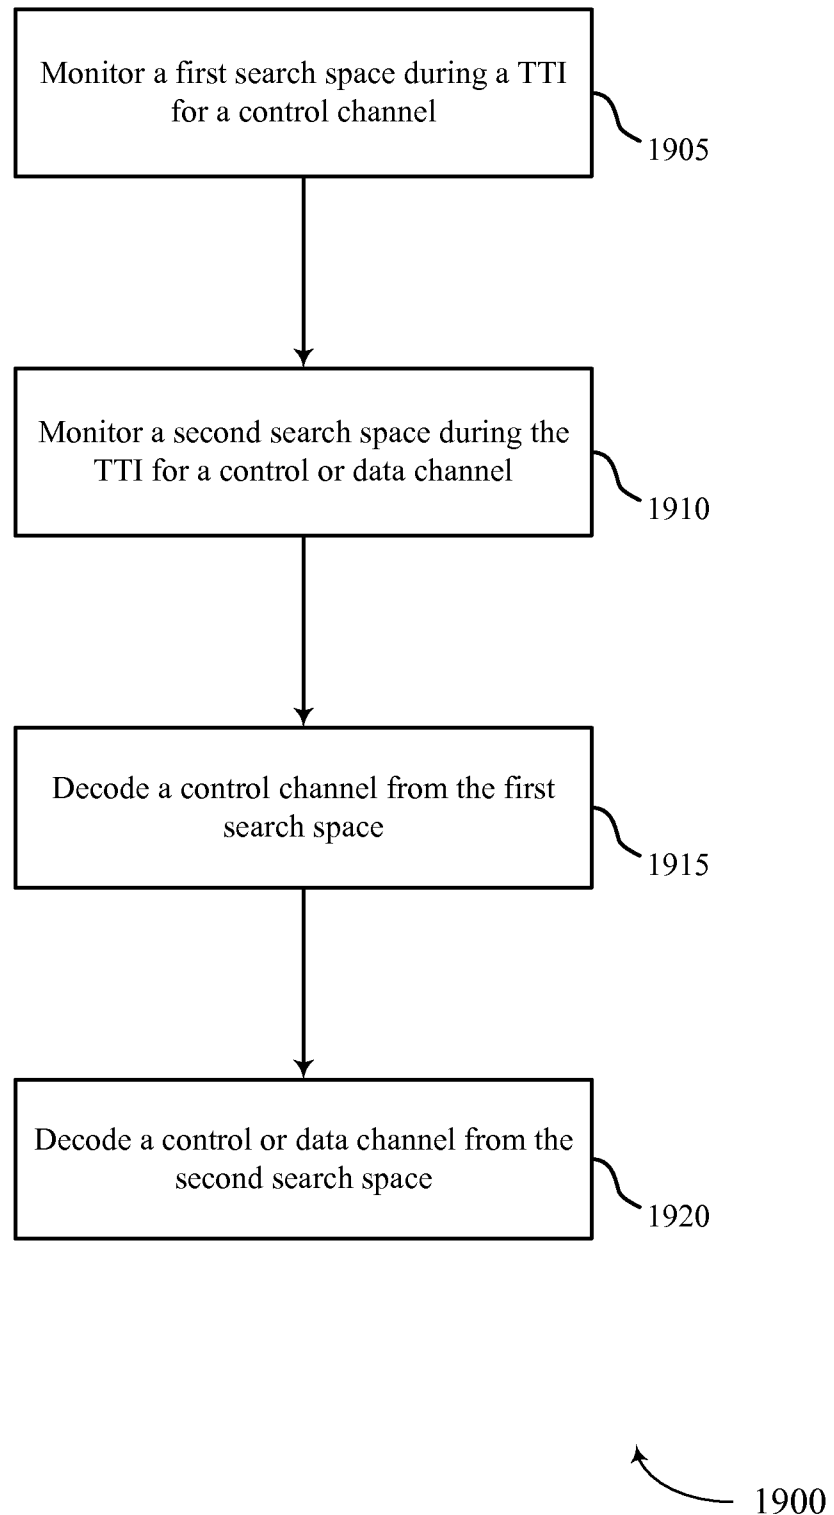 Monitor a first search space during a TTI
for a control channel
1905
Monitor a second search space during the
TTI for a control or data channel
1910
Decode a control channel from the first
search space
1915
Decode a control or data channel from the
second search space
1920
1900